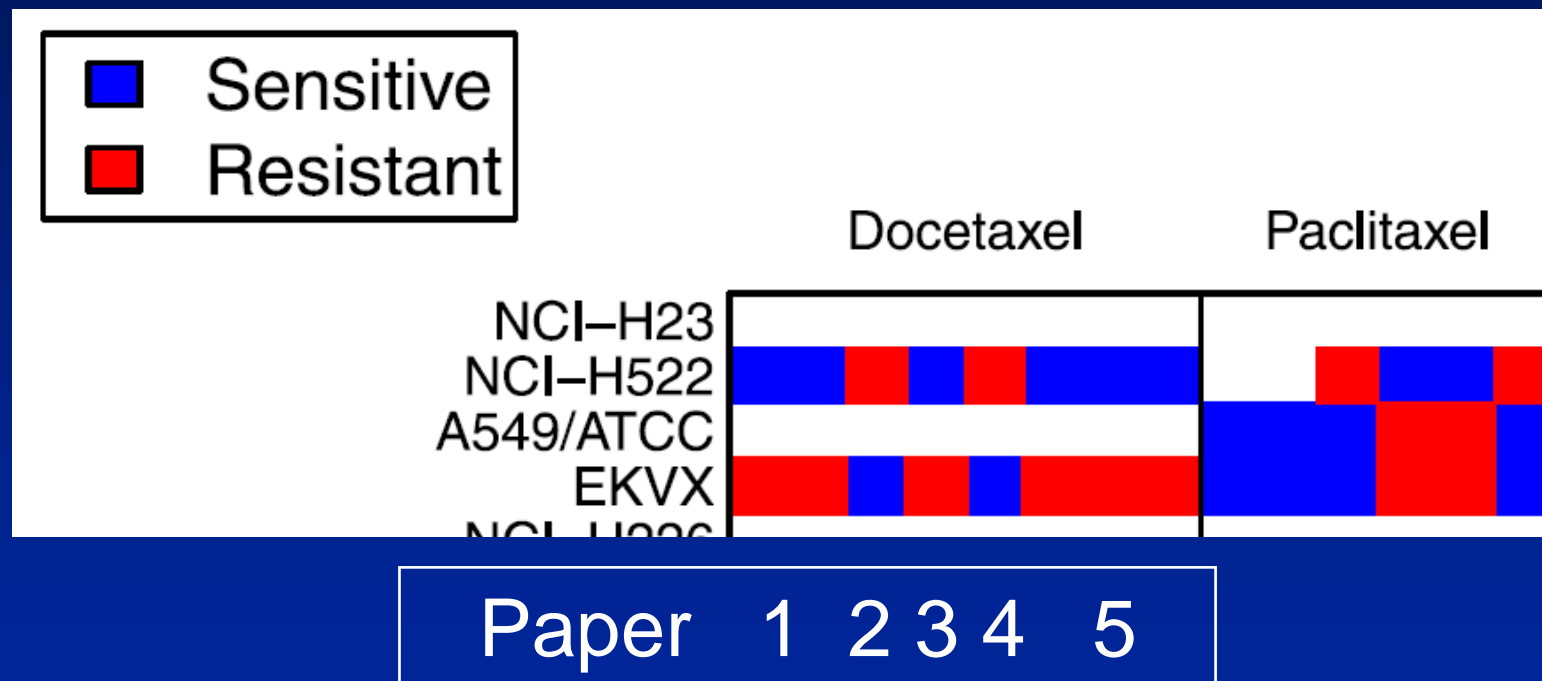 Sensitive
Resistant
Docetaxel Paclitaxel
NCI–H23
NCI–H522
A549/ATCC
EKVX
Paper 1 2 3 4 5